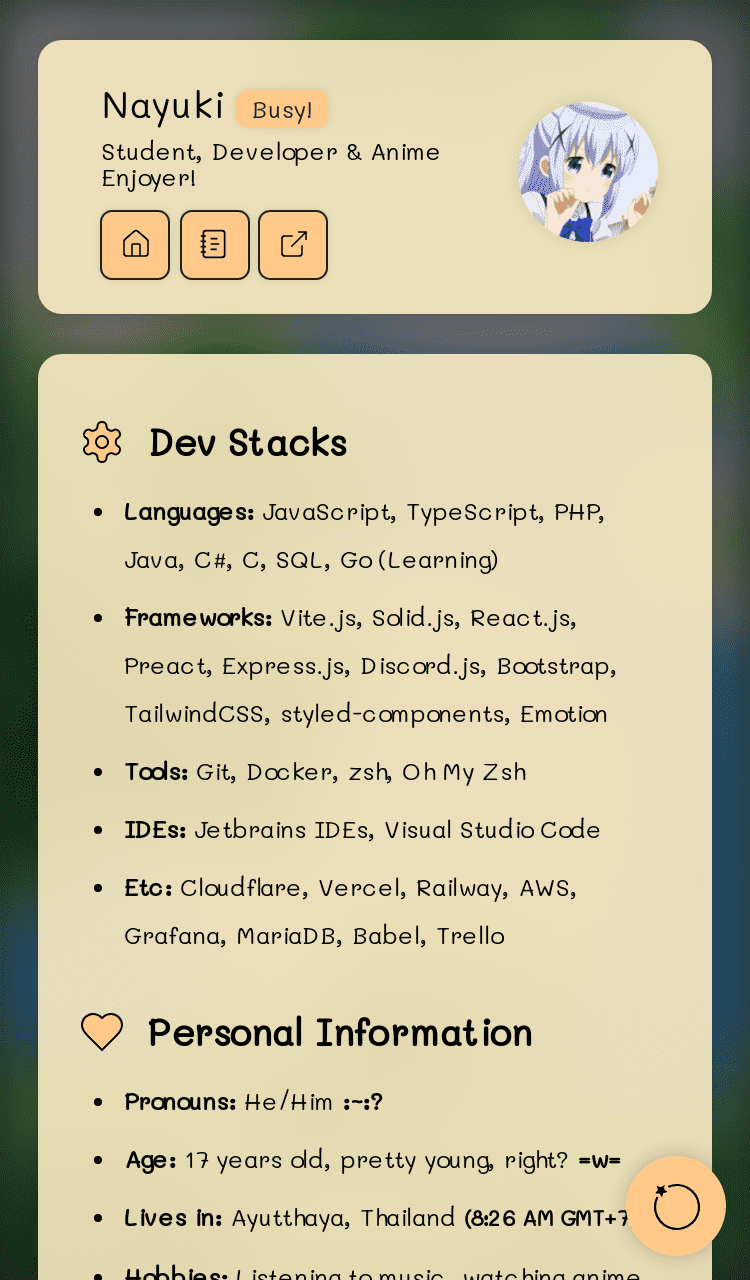 Nayuki Busy!
Student, Developer & Anime
Enjoyer!
Dev Stacks
• Languages: JavaScript, TypeScript, PHP,
Java, C#, C, SQL, Go (Learning)
• Frameworks: Vite.js, Solid.js, React.js,
Preact, Express.js, Discord.js, Bootstrap,
TailwindCSS, styled-components, Emotion
• Tools: Git, Docker, zsh, Oh My Zsh
• IDEs: Jetbrains IDEs, Visual Studio Code
• Etc: Cloudflare, Vercel, Railway, AWS,
Grafana, MariaDB, Babel, Trello
Personal Information
• Pronouns: He/Him :~:?
• Age: 17 years old, pretty young, right? =w=
• Lives in: Ayutthaya, Thailand (8:26 AM GMT+7
• Hobbies: Listening to music, watching anime